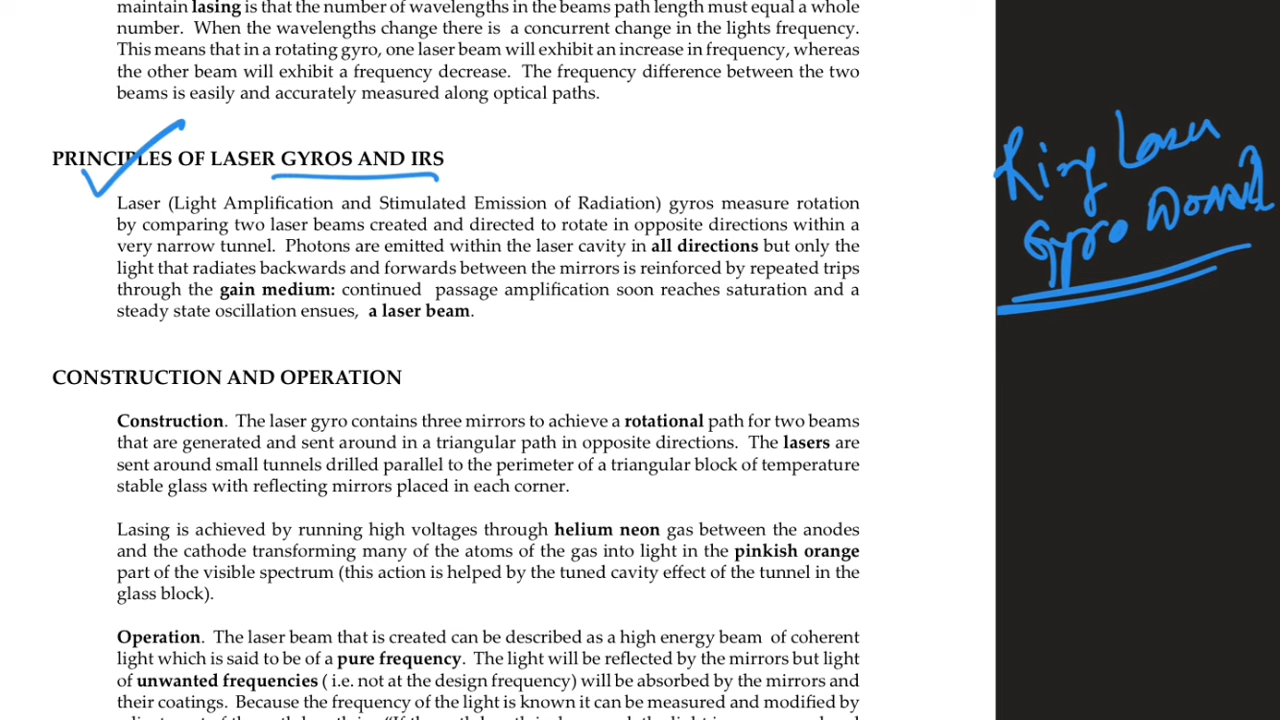 maintain lasing is that the number of wavelengths in the beams path length must equal a whole
number. When the wavelengths change there is a concurrent change in the lights frequency.
This means that in a rotating gyro, one laser beam will exhibit an increase in frequency, whereas
the other beam will exhibit a frequency decrease. The frequency difference between the two
beams is easily and accurately measured along optical paths.
PRINCIPLES OF LASER GYROS AND IRS
Laser (Light Amplification and Stimulated Emission of Radiation) gyros measure rotation
by comparing two laser beams created and directed to rotate in opposite directions within a
very narrow tunnel. Photons are emitted within the laser cavity in all directions but only the
light that radiates backwards and forwards between the mirrors is reinforced by repeated trips
through the gain medium: continued passage amplification soon reaches saturation and a
steady state oscillation ensues, a laser beam.
CONSTRUCTION AND OPERATION
Construction. The laser gyro contains three mirrors to achieve a rotational path for two beams
that are generated and sent around in a triangular path in opposite directions. The lasers are
sent around small tunnels drilled parallel to the perimeter of a triangular block of temperature
stable glass with reflecting mirrors placed in each corner.
Lasing is achieved by running high voltages through helium neon gas between the anodes
and the cathode transforming many of the atoms of the gas into light in the pinkish orange
part of the visible spectrum (this action is helped by the tuned cavity effect of the tunnel in the
glass block).
Operation. The laser beam that is created can be described as a high energy beam of coherent
light which is said to be of a pure frequency. The light will be reflected by the mirrors but light
of unwanted frequencies ( i.e. not at the design frequency) will be absorbed by the mirrors and
their coatings. Because the frequency of the light is known it can be measured and modified by
Ring Laser
Gyro